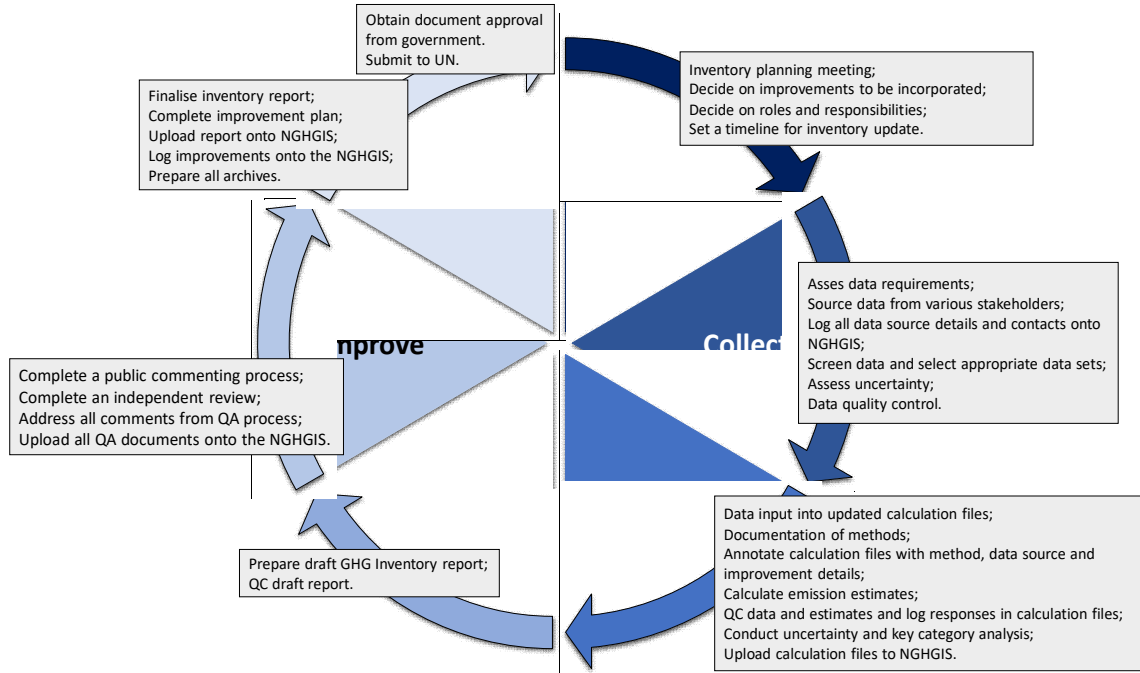 Obtain document approval
from government.
Submit to UN.
Inventory planning meeting;
Decide on improvements to be incorporated;
Decide on roles and responsibilities;
Set a timeline for inventory update.
Finalise inventory report;
Complete improvement plan;
Upload report onto NGHGIS;
Log improvements onto the NGHGIS;
Prepare all archives.
Asses data requirements;
Source data from various stakeholders;
Log all data source details and contacts onto
NGHGIS;
Screen data and select appropriate data sets;
Assess uncertainty;
Data quality control.
Collect
Complete a public commenting process;
Complete an independent review;
Address all comments from QA process;
Upload all QA documents onto the NGHGIS.
Data input into updated calculation files;
Documentation of methods;
Annotate calculation files with method, data source and
improvement details;
Calculate emission estimates;
QC data and estimates and log responses in calculation files;
Conduct uncertainty and key category analysis;
Upload calculation files to NGHGIS.
Prepare draft GHG Inventory report;
QC draft report.